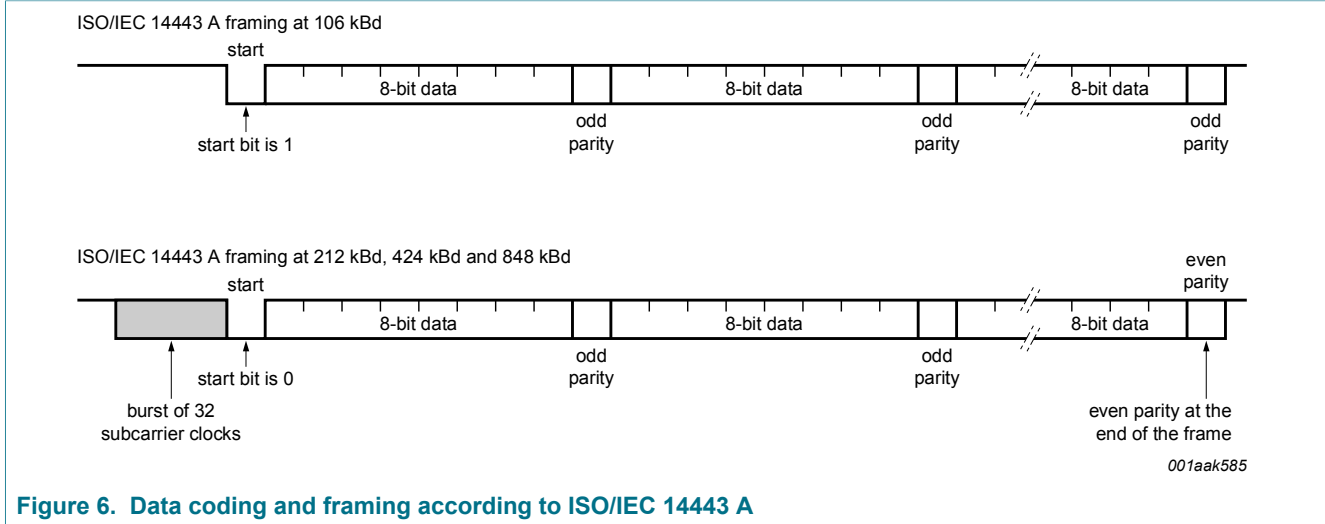 ISO/IEC 14443 A framing at 106 kBd
start
8-bit data
8-bit data
8-bit data
start bit is 1
odd
parity
odd
parity
odd
parity
ISO/IEC 14443 A framing at 212 kBd, 424 kBd and 848 kBd
start
even
parity
8-bit data
8-bit data
8-bit data
start bit is 0
odd
parity
odd
parity
burst of 32
subcarrier clocks
even parity at the
end of the frame
001aak585
Figure 6. Data coding and framing according to ISO/IEC 14443 A